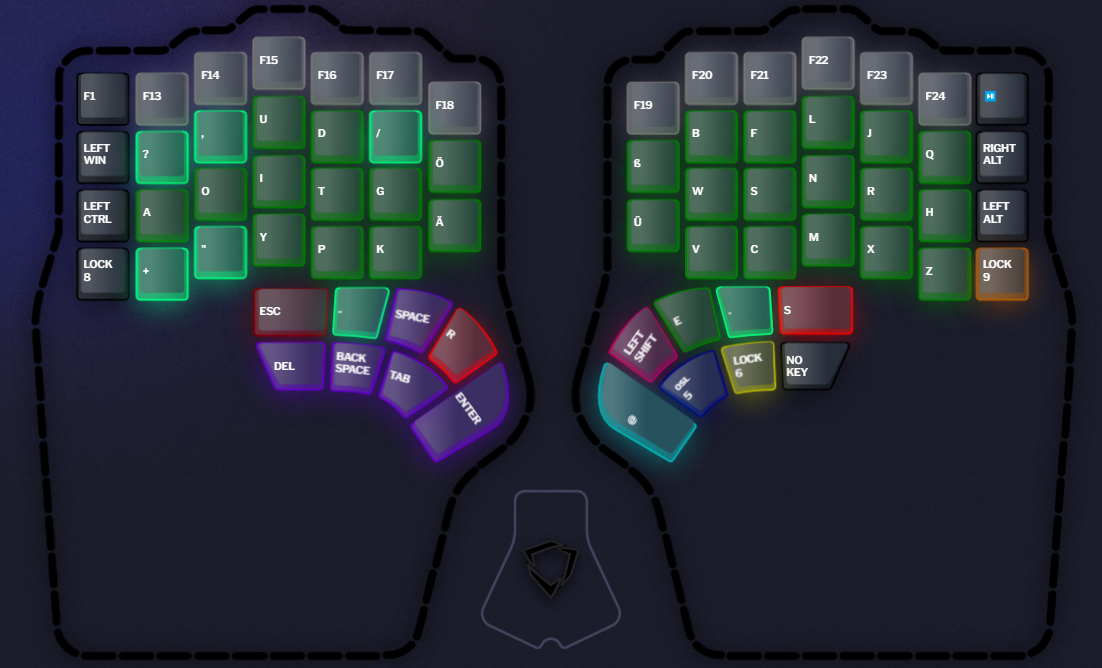 F1
F13
F14
F15
F16
F17
F18
LEFT
WIN
?
,
U
D
/
Ö
LEFT
CTRL
A
O
I
T
G
Ä
LOCK
8
+
"
Y
P
K
ESC
-
SPACE
R
DEL
BACK
SPACE
TAB
ENTER
F19
F20
F21
F22
F23
F24
⏯
ß
B
F
L
J
Q
RIGHT
ALT
Ü
W
S
N
R
H
LEFT
ALT
V
C
M
X
Z
LOCK
9
LEFT
SHIFT
E
.
S
@
OSL
5
LOCK
6
NO
KEY